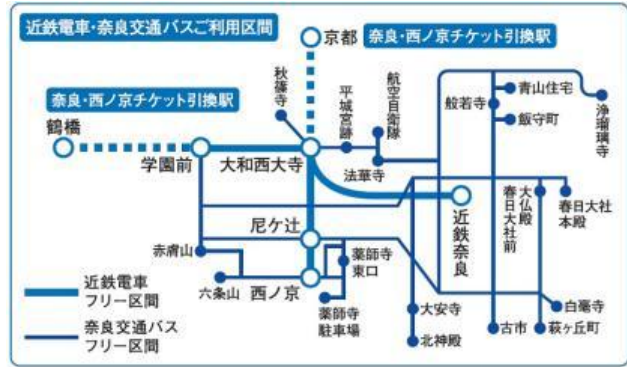 近鉄電車・奈良交通バスご利用区間
京都
奈良・西ノ京チケット引換駅
奈良・西ノ京チケット引換駅
鶴橋
学園前
大和西大寺
秋篠寺
平城宮跡
航空自衛隊
法華寺
般若寺
青山住宅
飯守町
浄瑠璃寺
近鉄奈良
大仏殿
春日大社前
春日大社
本殿
尼ケ辻
赤膚山
六条山
西ノ京
薬師寺
東口
薬師寺
駐車場
大安寺
北神殿
古市
白毫寺
萩ヶ丘町
近鉄電車
フリー区間
奈良交通バス
フリー区間